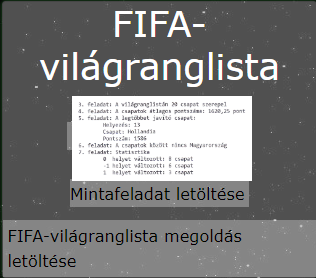 FIFA-
világranglista
3. feladat: A világranglistán 20 csapat szerepel
4. feladat: A csapatok átlagos pontszáma: 1620,25 pont
5. feladat: A legtöbbet javító csapat:
Helyezés: 13
Csapat: Hollandia
Pontszám: 1586
6. feladat: A csapatok között nincs Magyarország
7. feladat: Statisztika
0 helyet változott: 8 csapat
-1 helyet változott: 6 csapat
1 helyet változott: 3 csapat
Mintafeladat letöltése
FIFA-világranglista megoldás
letöltése